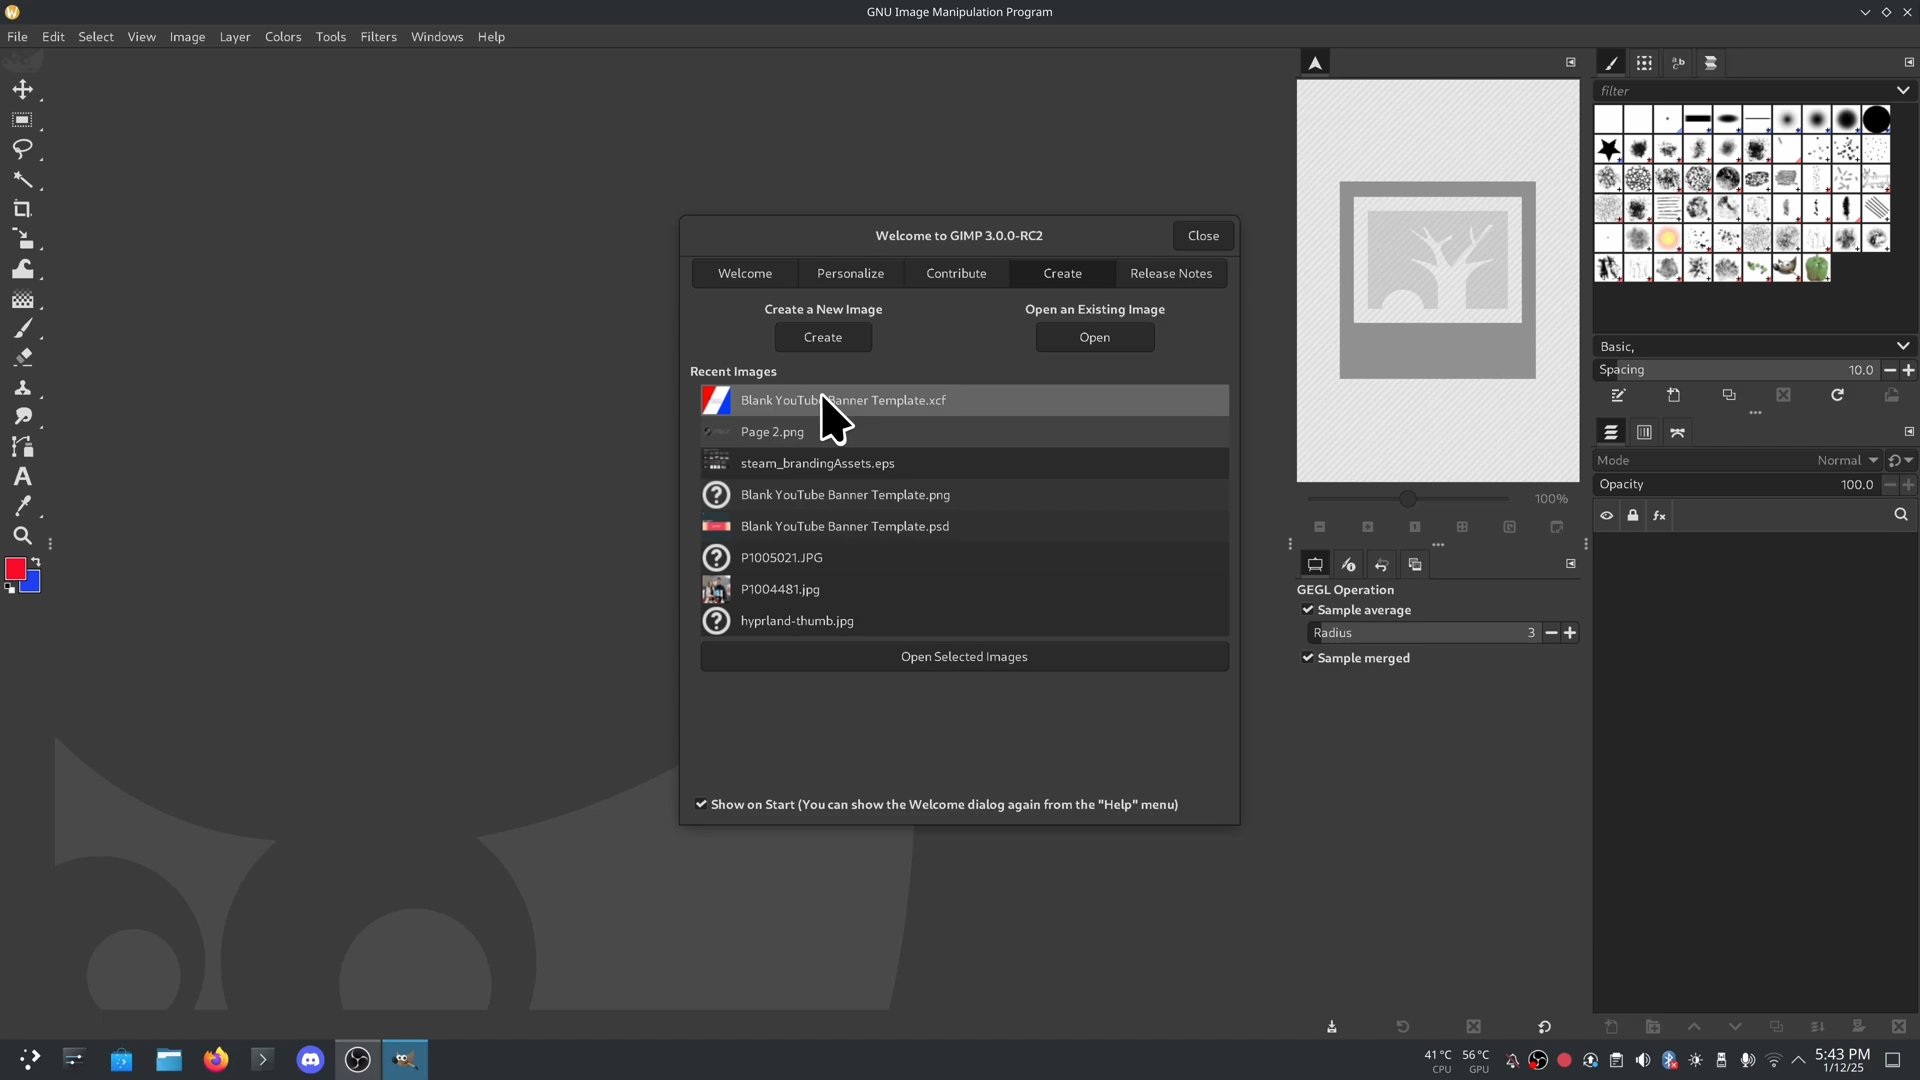 GNU Image Manipulation Program
File Edit Select View Image Layer Colors Tools Filters Windows Help
filter
Welcome to GIMP 3.0.0-RC2
Close
Welcome Personalize Contribute Create Release Notes
Create a New Image
Open an Existing Image
Create
Open
Recent Images
Blank YouTube Banner Template.xcf
Page 2.png
steam_brandingAssets.eps
Blank YouTube Banner Template.png
Blank YouTube Banner Template.psd
P1005021.JPG
P1004481.jpg
hyprland-thumb.jpg
Open Selected Images
Show on Start (You can show the Welcome dialog again from the "Help" menu)
100%
GEGL Operation
Sample average
Radius 3
Sample merged
Basic,
Spacing 10.0
Mode Normal
Opacity 100.0
41°C 56°C
CPU GPU
5:43 PM
1/12/25